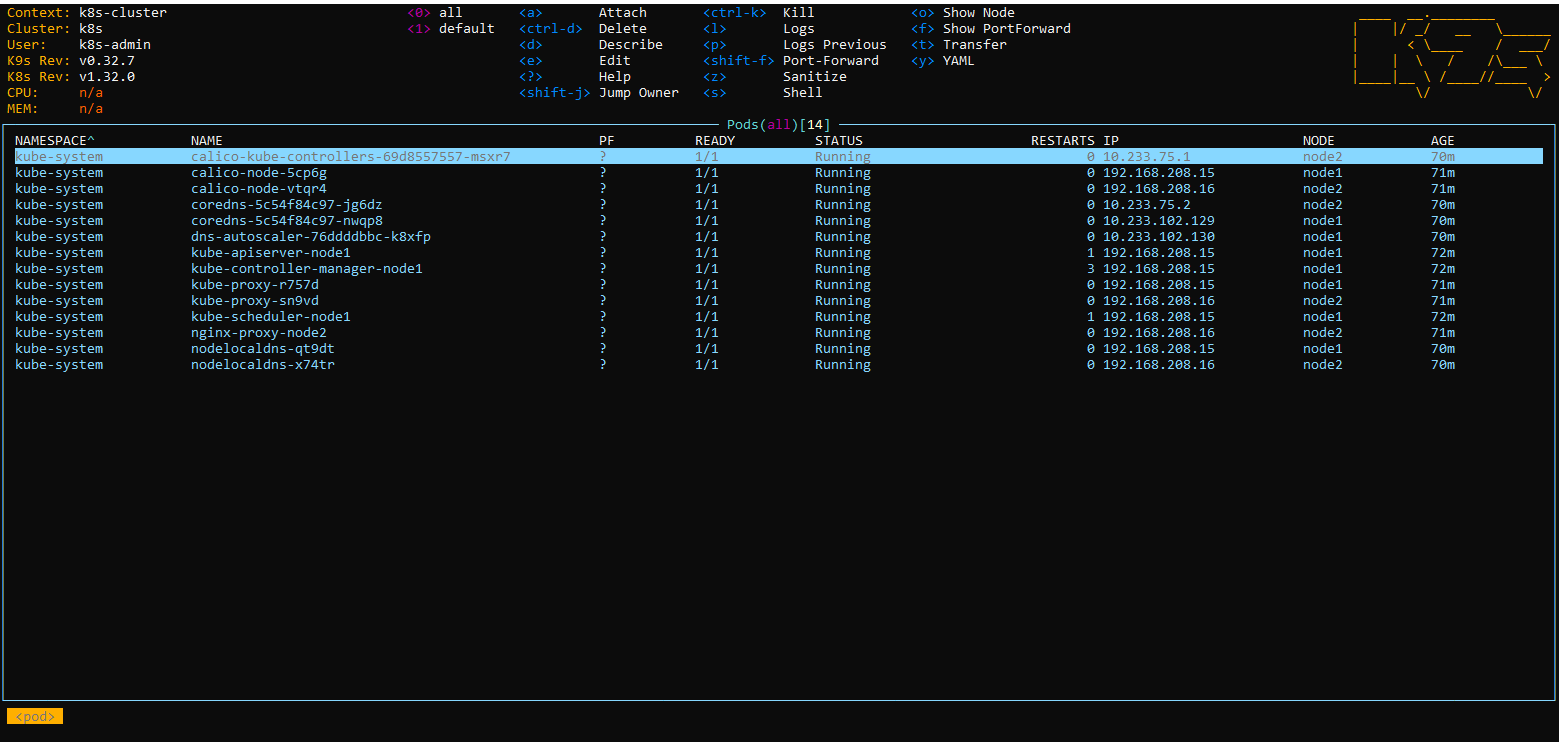 Context: k8s-cluster <0> all <a> Attach <ctrl-k> Kill <o> Show Node
Cluster: k8s <1> default <ctrl-d> Delete <l> Logs <f> Show PortForward
User: k8s-admin <d> Describe <p> Logs Previous <t> Transfer
K9s Rev: v0.32.7 <e> Edit <shift-f> Port-Forward <y> YAML
K8s Rev: v1.32.0 <?> Help <z> Sanitize
CPU: n/a <shift-j> Jump Owner <s> Shell
MEM: n/a
Pods(all)[14]
NAMESPACE^ NAME PF READY STATUS RESTARTS IP NODE AGE
kube-system calico-kube-controllers-69d8557557-msxr7 ? 1/1 Running 0 10.233.75.1 node2 70m
kube-system calico-node-5cp6g ? 1/1 Running 0 192.168.208.15 node1 71m
kube-system calico-node-vtqr4 ? 1/1 Running 0 192.168.208.16 node2 71m
kube-system coredns-5c54f84c97-jg6dz ? 1/1 Running 0 10.233.75.2 node2 70m
kube-system coredns-5c54f84c97-nwqp8 ? 1/1 Running 0 10.233.102.129 node1 70m
kube-system dns-autoscaler-76ddddbbc-k8xfp ? 1/1 Running 0 10.233.102.130 node1 70m
kube-system kube-apiserver-node1 ? 1/1 Running 1 192.168.208.15 node1 72m
kube-system kube-controller-manager-node1 ? 1/1 Running 3 192.168.208.15 node1 72m
kube-system kube-proxy-r757d ? 1/1 Running 0 192.168.208.15 node1 71m
kube-system kube-proxy-sn9vd ? 1/1 Running 0 192.168.208.16 node2 71m
kube-system kube-scheduler-node1 ? 1/1 Running 1 192.168.208.15 node1 72m
kube-system nginx-proxy-node2 ? 1/1 Running 0 192.168.208.16 node2 71m
kube-system nodelocaldns-qt9dt ? 1/1 Running 0 192.168.208.15 node1 70m
kube-system nodelocaldns-x74tr ? 1/1 Running 0 192.168.208.16 node2 70m
<pod>